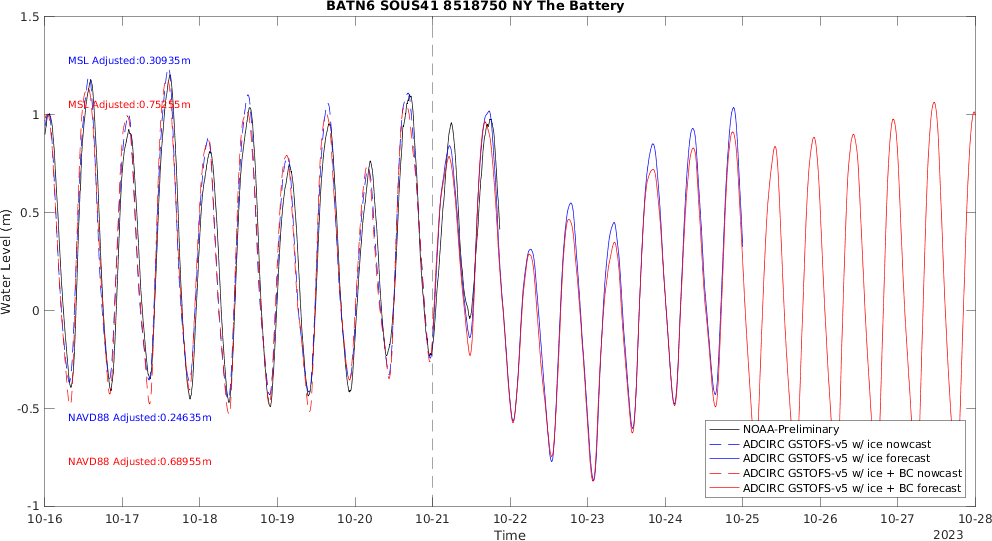 BATN6 SOUS41 8518750 NY The Battery
1.5
MSL Adjusted:0.30935m
MSL Adjusted:0.75255m
1
0.5
Water Level (m)
0
-0.5
NAVD88 Adjusted:0.24635m
NAVD88 Adjusted:0.68955m
-1
NOAA-Preliminary
ADCIRC GSTOFS-v5 w/ ice nowcast
ADCIRC GSTOFS-v5 w/ ice forecast
ADCIRC GSTOFS-v5 w/ ice + BC nowcast
ADCIRC GSTOFS-v5 w/ ice + BC forecast
10-16 10-17 10-18 10-19 10-20 10-21 10-22 10-23 10-24 10-25 10-26 10-27 10-28
Time
2023